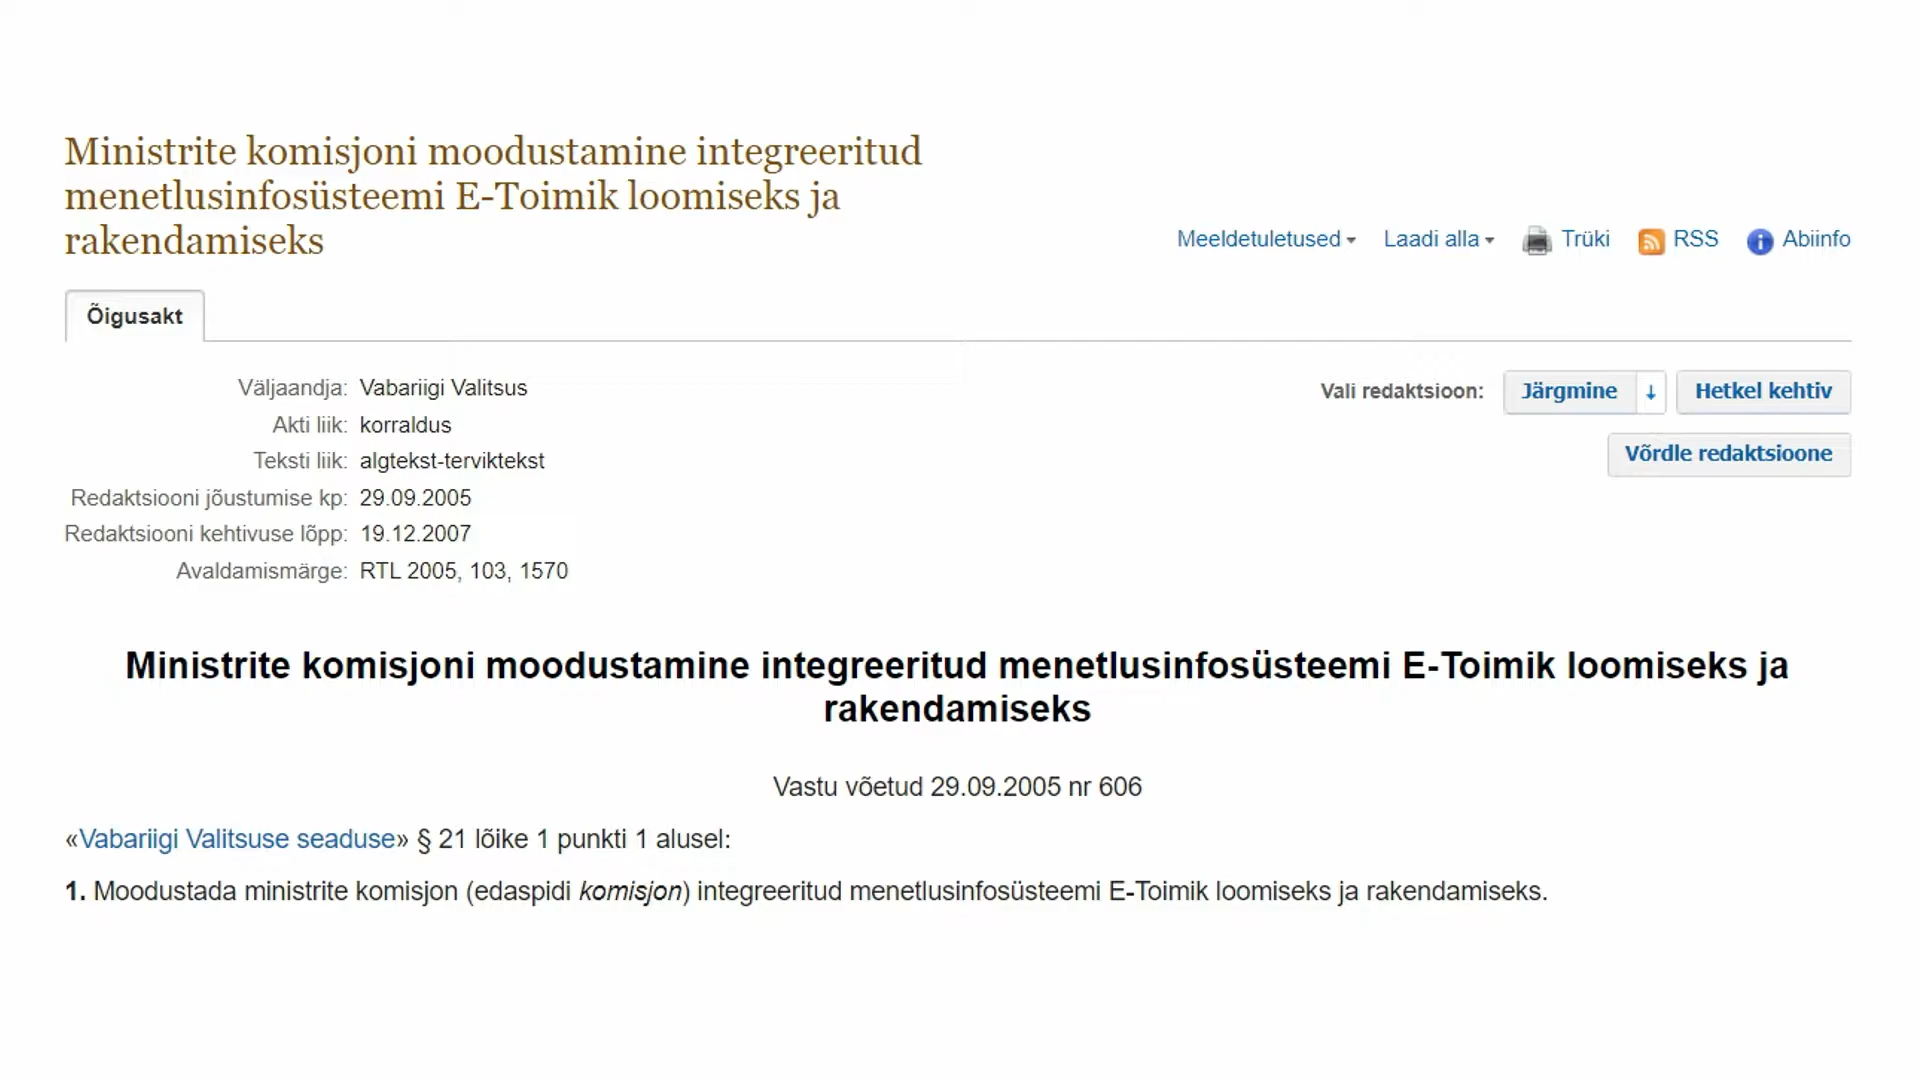 Ministrite komisjoni moodustamine integreeritud
menetlusinfosüsteemi E-Toimik loomiseks ja
rakendamiseks
Meeldetuletused Laadi alla Trüki RSS Abiinfo
Õigusakt
Väljaandja: Vabariigi Valitsus
Akti liik: korraldus
Teksti liik: algtekst-terviktekst
Redaktsiooni jõustumise kp: 29.09.2005
Redaktsiooni kehtivuse lõpp: 19.12.2007
Avaldamismärge: RTL 2005, 103, 1570
Vali redaktsioon: Järgmine ↓ Hetkel kehtiv
Võrdle redaktsioone
Ministrite komisjoni moodustamine integreeritud menetlusinfosüsteemi E-Toimik loomiseks ja
rakendamiseks
Vastu võetud 29.09.2005 nr 606
«Vabariigi Valitsuse seaduse» § 21 lõike 1 punkti 1 alusel:
1. Moodustada ministrite komisjon (edaspidi komisjon) integreeritud menetlusinfosüsteemi E-Toimik loomiseks ja rakendamiseks.